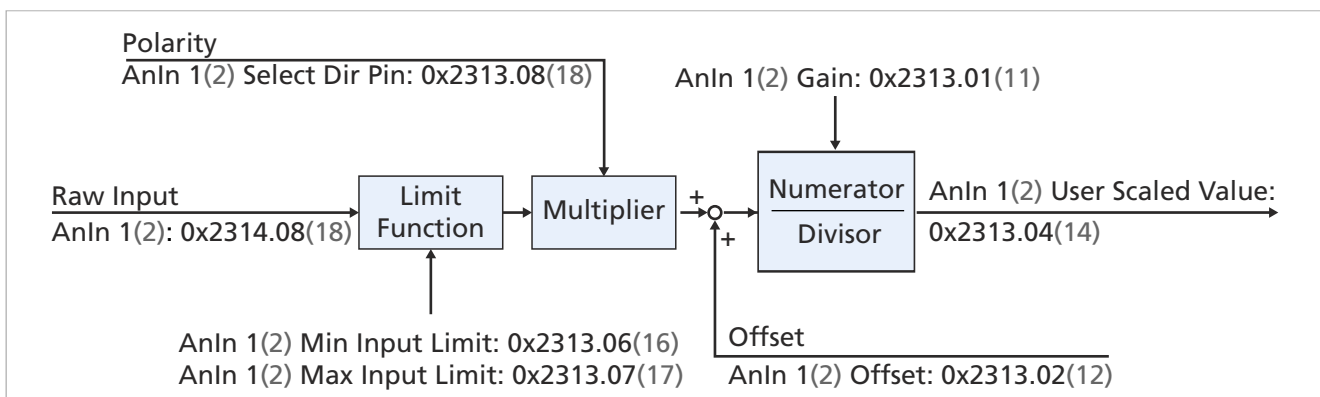 Polarity
AnIn 1(2) Select Dir Pin: 0x2313.08(18)
AnIn 1(2) Gain: 0x2313.01(11)
Raw Input
AnIn 1(2): 0x2314.08(18)
Limit
Function
Multiplier
+
+
Numerator
Divisor
AnIn 1(2) User Scaled Value:
0x2313.04(14)
AnIn 1(2) Min Input Limit: 0x2313.06(16)
AnIn 1(2) Max Input Limit: 0x2313.07(17)
Offset
AnIn 1(2) Offset: 0x2313.02(12)